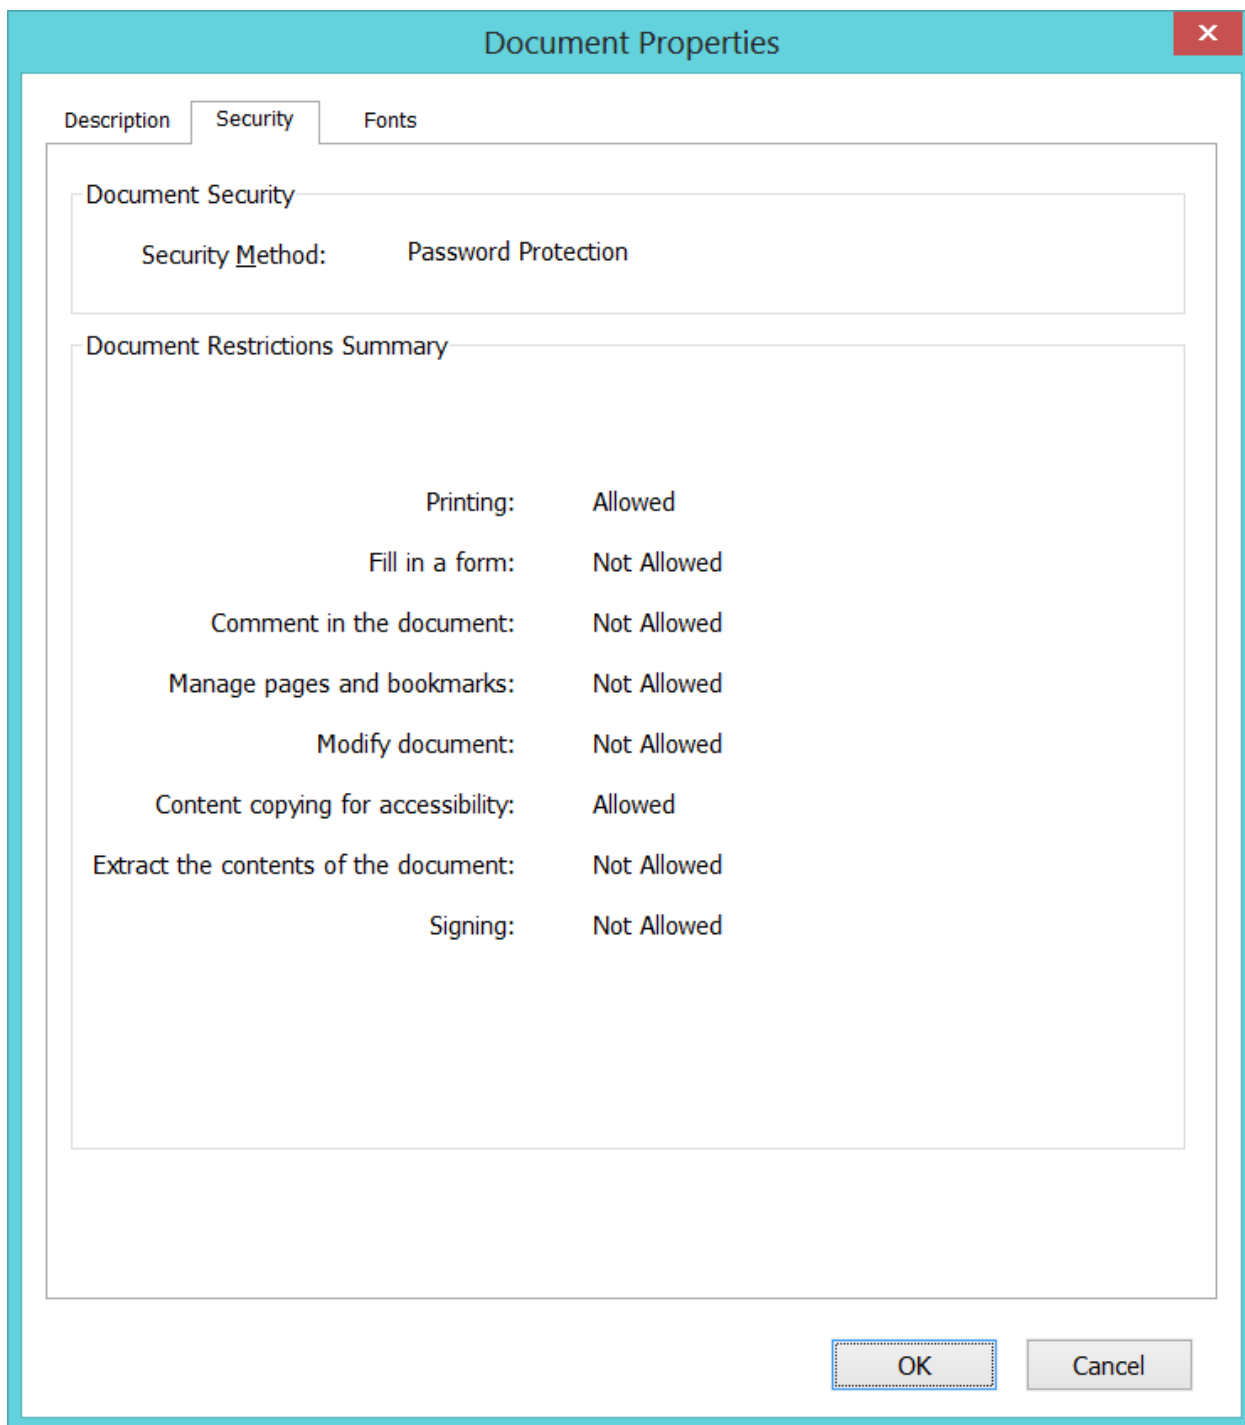 Document Properties
Description Security Fonts
Document Security
Security Method: Password Protection
Document Restrictions Summary
Printing: Allowed
Fill in a form: Not Allowed
Comment in the document: Not Allowed
Manage pages and bookmarks: Not Allowed
Modify document: Not Allowed
Content copying for accessibility: Allowed
Extract the contents of the document: Not Allowed
Signing: Not Allowed
OK Cancel